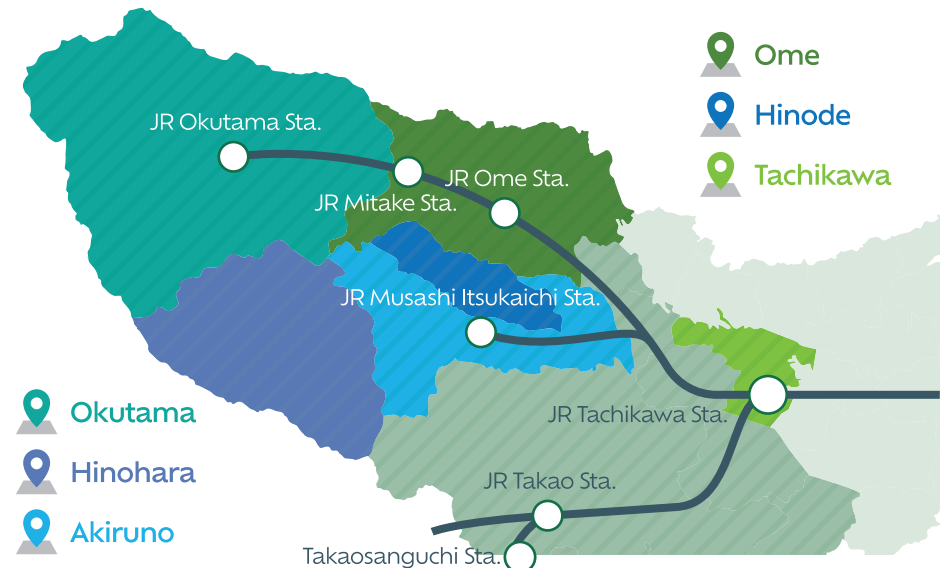 Ome
Hinode
Tachikawa
JR Okutama Sta.
JR Ome Sta.
JR Mitake Sta.
JR Musashi Itsukaichi Sta.
JR Tachikawa Sta.
JR Takao Sta.
Takaosanguchi Sta.
Okutama
Hinohara
Akiruno